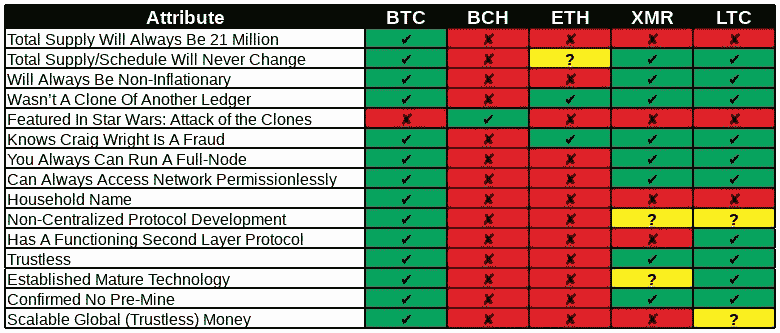 Attribute BTC BCH ETH XMR LTC
Total Supply Will Always Be 21 Million ✔ ✘ ✘ ✘ ✘
Total Supply/Schedule Will Never Change ✔ ✘ ? ✔ ✔
Will Always Be Non-Inflationary ✔ ✘ ✘ ✔ ✔
Wasn't A Clone Of Another Ledger ✔ ✘ ✔ ✔ ✔
Featured In Star Wars: Attack of the Clones ✘ ✔ ✘ ✘ ✘
Knows Craig Wright Is A Fraud ✔ ✘ ✔ ✔ ✔
You Always Can Run A Full-Node ✔ ✘ ✘ ✔ ✔
Can Always Access Network Permissionlessly ✔ ✘ ✘ ✔ ✔
Household Name ✔ ✘ ✘ ✘ ✘
Non-Centralized Protocol Development ✔ ✘ ✘ ? ?
Has A Functioning Second Layer Protocol ✔ ✘ ✘ ✘ ✔
Trustless ✔ ✘ ✘ ✔ ✔
Established Mature Technology ✔ ✘ ✘ ? ✔
Confirmed No Pre-Mine ✔ ✘ ✘ ✔ ✔
Scalable Global (Trustless) Money ✔ ✘ ✘ ✘ ?